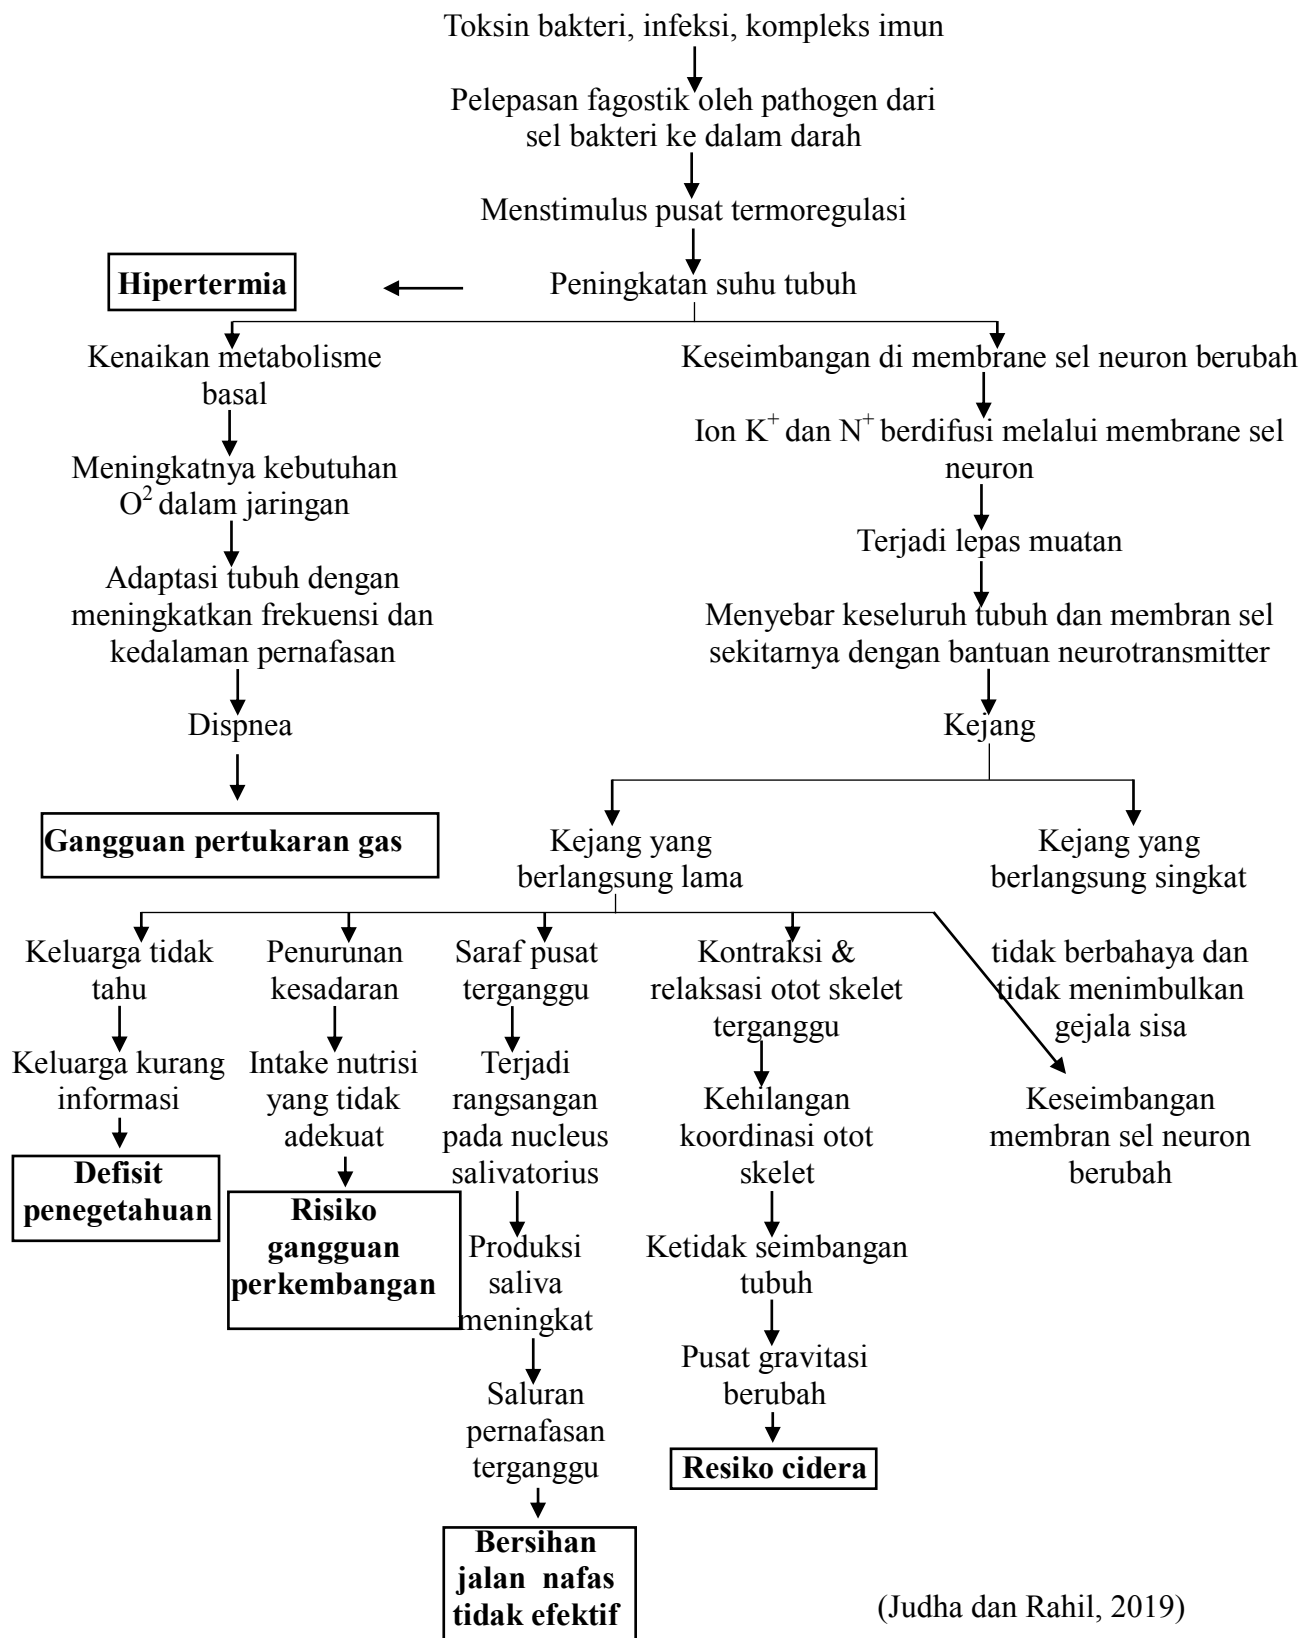 Toksin bakteri, infeksi, kompleks imun
Pelepasan fagostik oleh pathogen dari
sel bakteri ke dalam darah
Menstimulus pusat termoregulasi
Hipertermia
Peningkatan suhu tubuh
Kenaikan metabolisme
basal
Meningkatnya kebutuhan
O² dalam jaringan
Adaptasi tubuh dengan
meningkatkan frekuensi dan
kedalaman pernafasan
Dispnea
Gangguan pertukaran gas
Keseimbangan di membrane sel neuron berubah
Ion K⁺ dan N⁺ berdifusi melalui membrane sel
neuron
Terjadi lepas muatan
Menyebar keseluruh tubuh dan membran sel
sekitarnya dengan bantuan neurotransmitter
Kejang
Kejang yang
berlangsung lama
Kejang yang
berlangsung singkat
Keluarga tidak
tahu
Keluarga kurang
informasi
Defisit
penegetahuan
Penurunan
kesadaran
Intake nutrisi
yang tidak
adekuat
Risiko
gangguan
perkembangan
Saraf pusat
terganggu
Terjadi
rangsangan
pada nucleus
salivatorius
Produksi
saliva
meningkat
Saluran
pernafasan
terganggu
Bersihan
jalan nafas
tidak efektif
Kontraksi &
relaksasi otot skelet
terganggu
Kehilangan
koordinasi otot
skelet
Ketidak seimbangan
tubuh
Pusat gravitasi
berubah
Resiko cidera
tidak berbahaya dan
tidak menimbulkan
gejala sisa
Keseimbangan
membran sel neuron
berubah
(Judha dan Rahil, 2019)